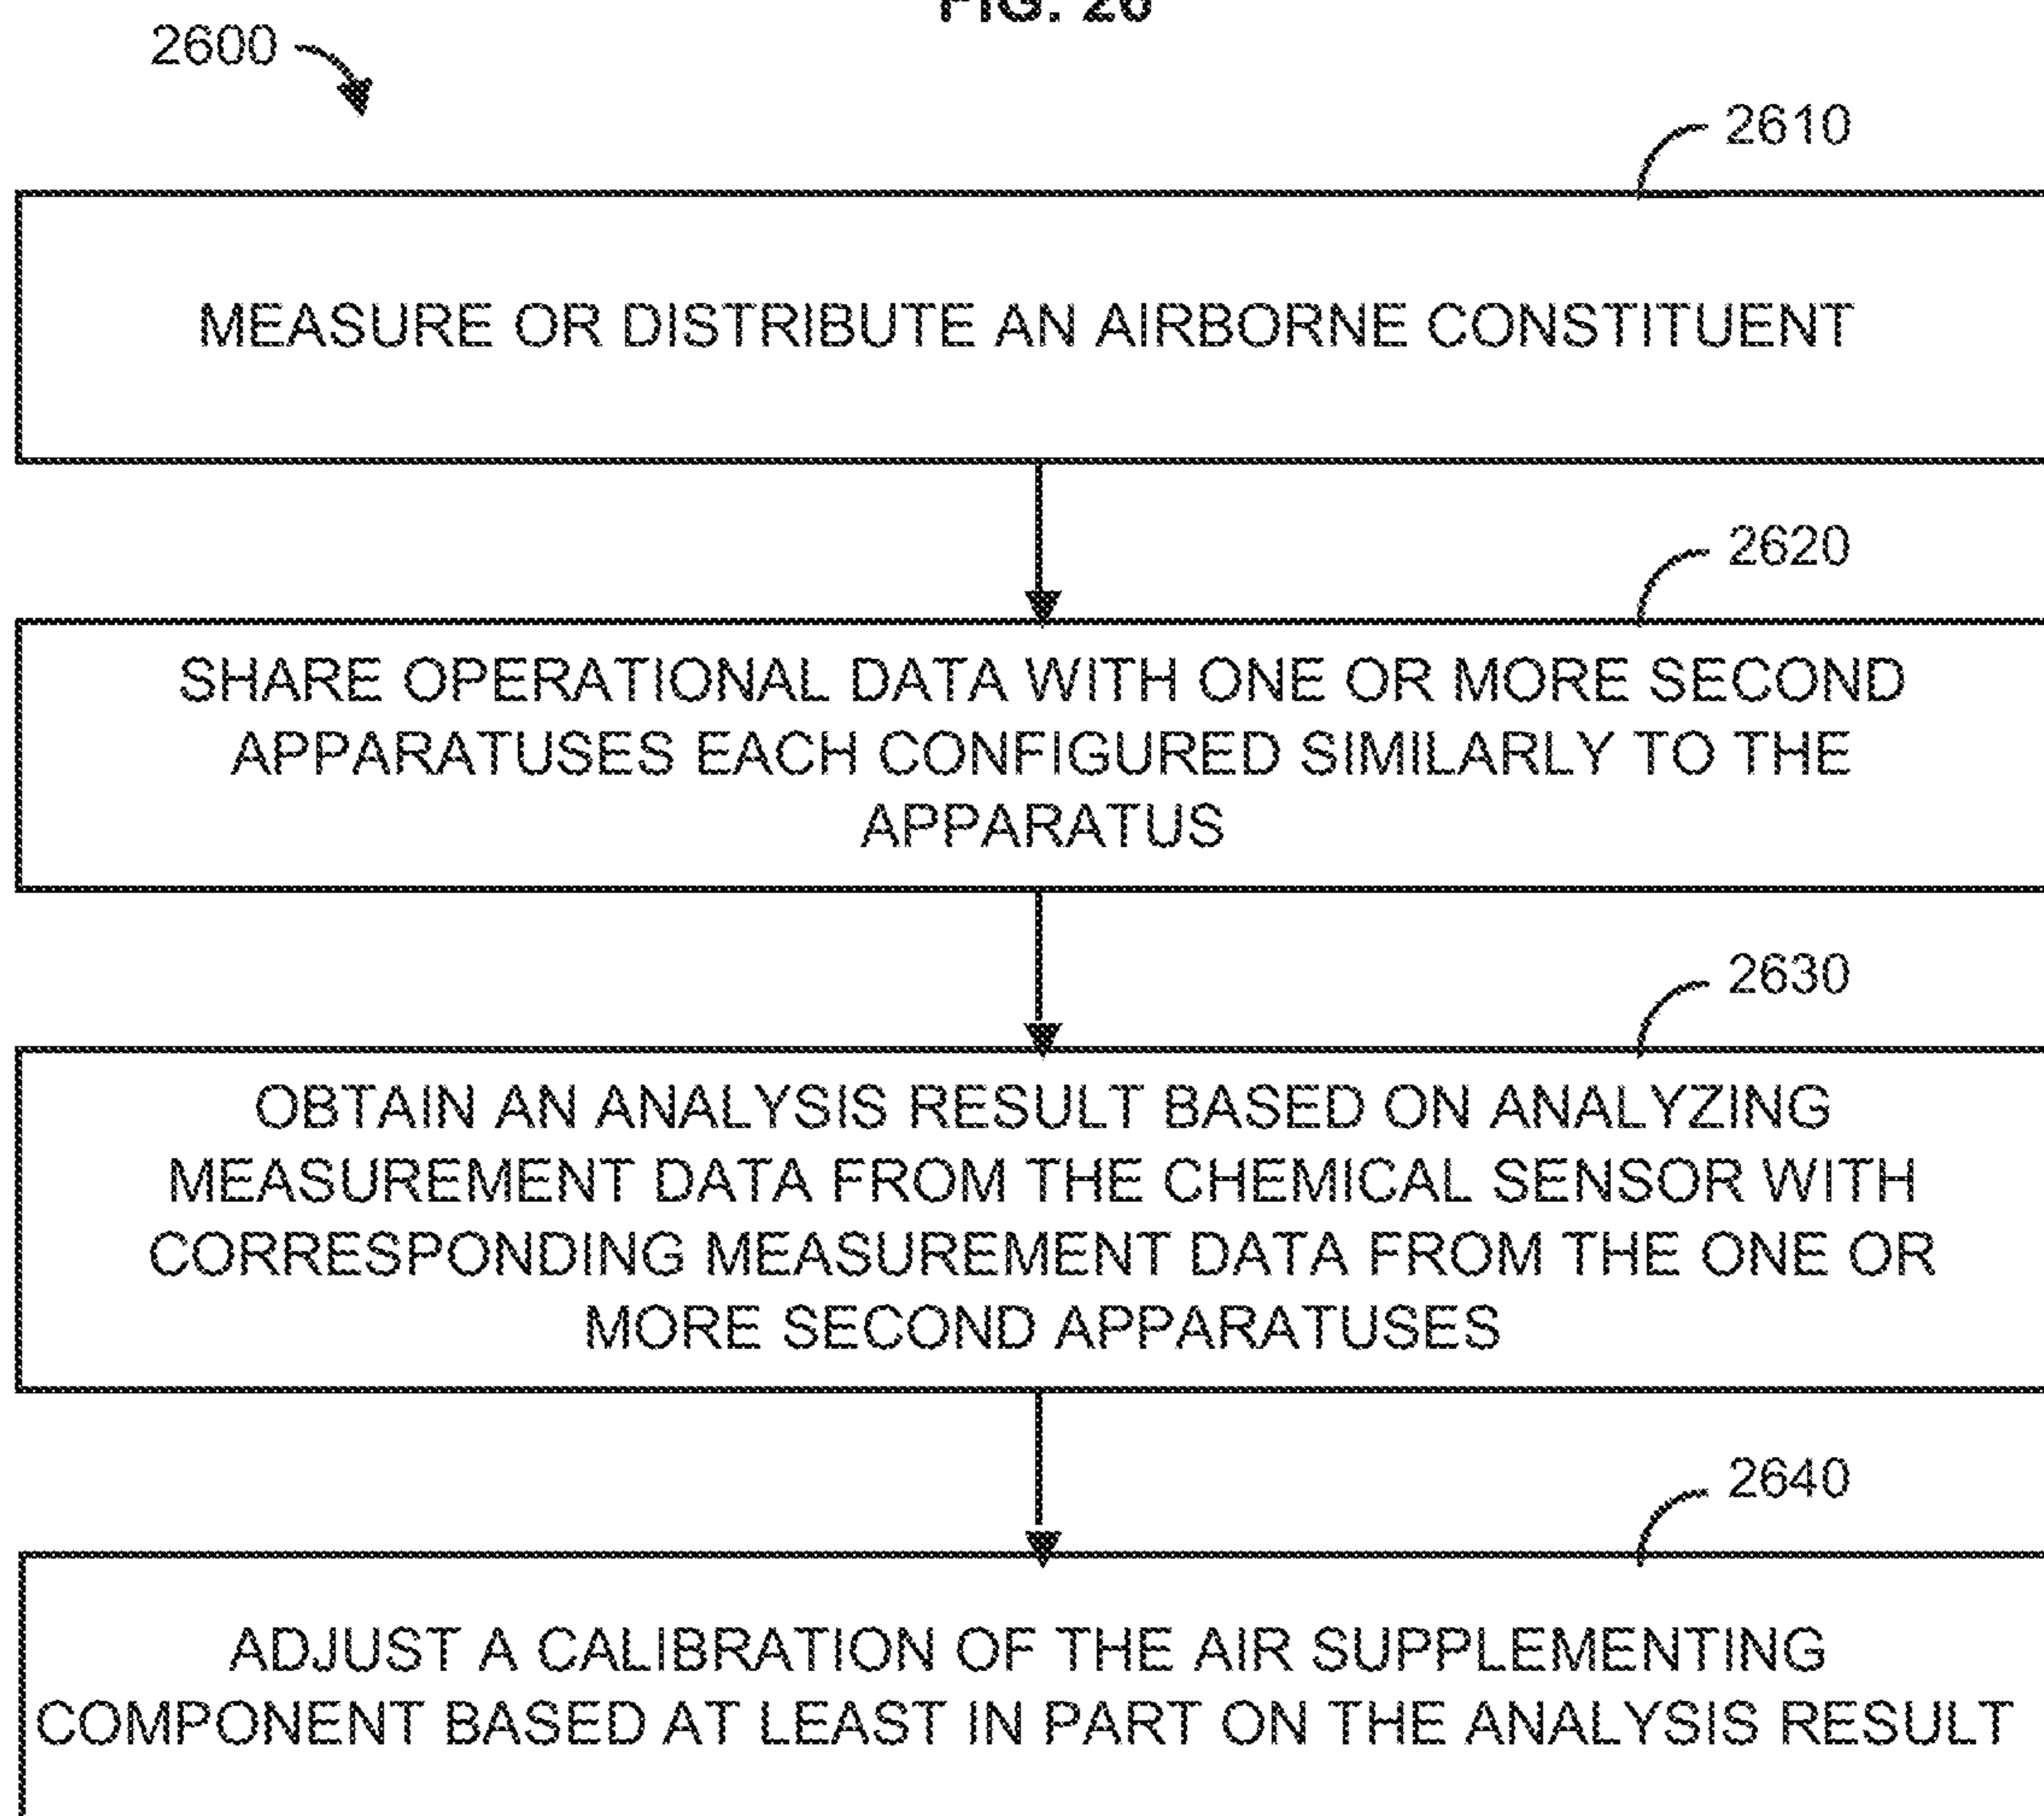 FIG. 26
2600
2610
MEASURE OR DISTRIBUTE AN AIRBORNE CONSTITUENT
2620
SHARE OPERATIONAL DATA WITH ONE OR MORE SECOND
APPARATUSES EACH CONFIGURED SIMILARLY TO THE
APPARATUS
2630
OBTAIN AN ANALYSIS RESULT BASED ON ANALYZING
MEASUREMENT DATA FROM THE CHEMICAL SENSOR WITH
CORRESPONDING MEASUREMENT DATA FROM THE ONE OR
MORE SECOND APPARATUSES
2640
ADJUST A CALIBRATION OF THE AIR SUPPLEMENTING
COMPONENT BASED AT LEAST IN PART ON THE ANALYSIS RESULT